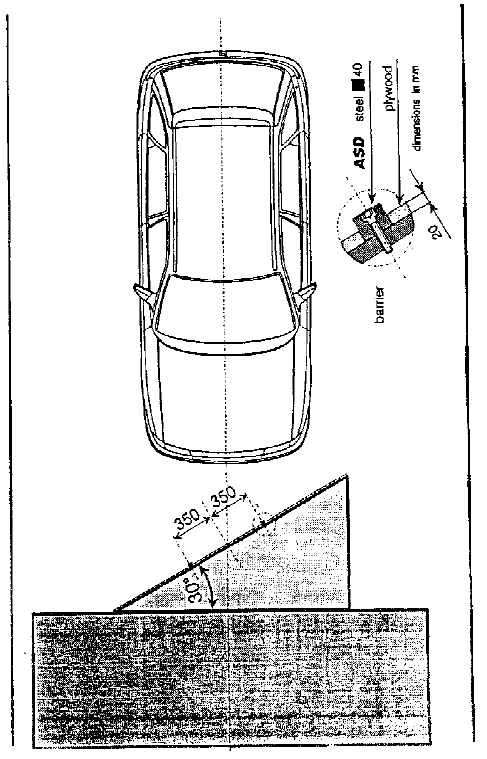 ASD steel ■ 40
plywood
dimensions in mm
20
barrier
350
350
30°